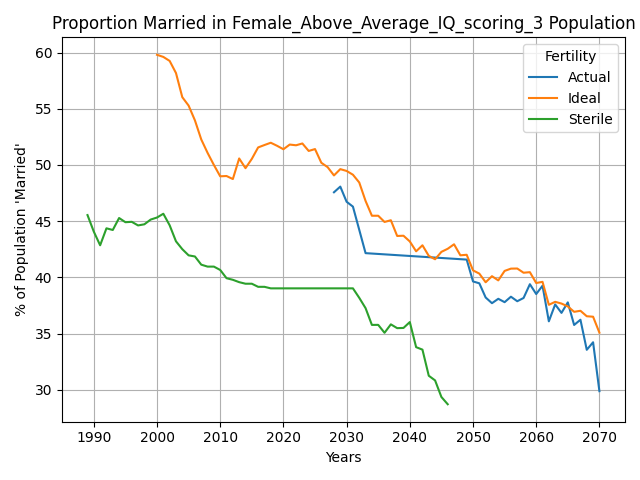 Proportion Married in Female_Above_Average_IQ_scoring_3 Population
Fertility
Actual
Ideal
Sterile
% of Population 'Married'
60
55
50
45
40
35
30
1990 2000 2010 2020 2030 2040 2050 2060 2070
Years